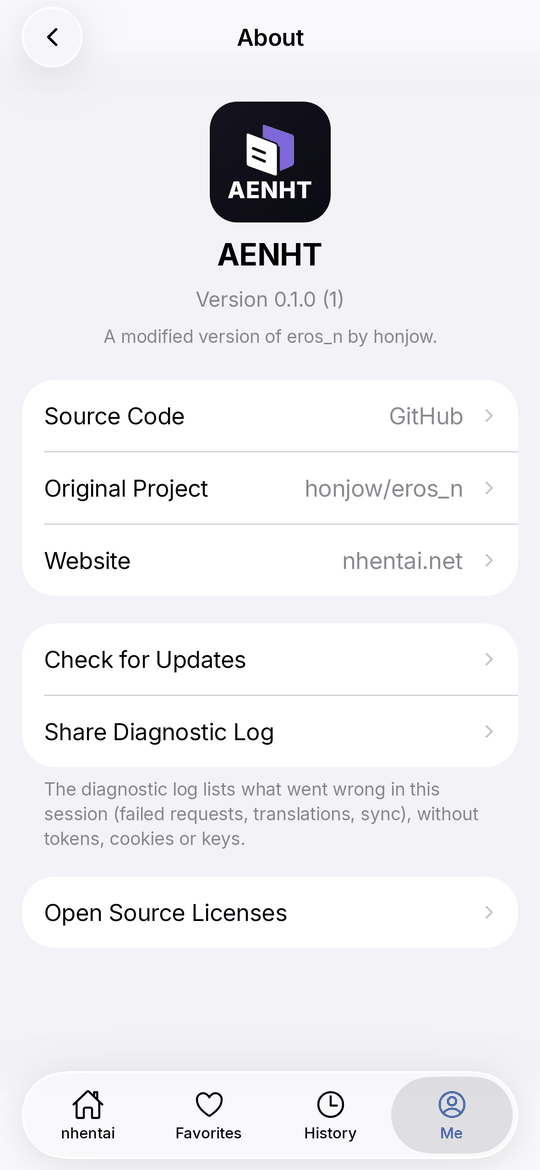 About
AENHT
AENHT
Version 0.1.0 (1)
A modified version of eros_n by honjow.
Source Code GitHub
Original Project honjow/eros_n
Website nhentai.net
Check for Updates
Share Diagnostic Log
The diagnostic log lists what went wrong in this
session (failed requests, translations, sync), without
tokens, cookies or keys.
Open Source Licenses
nhentai Favorites History Me